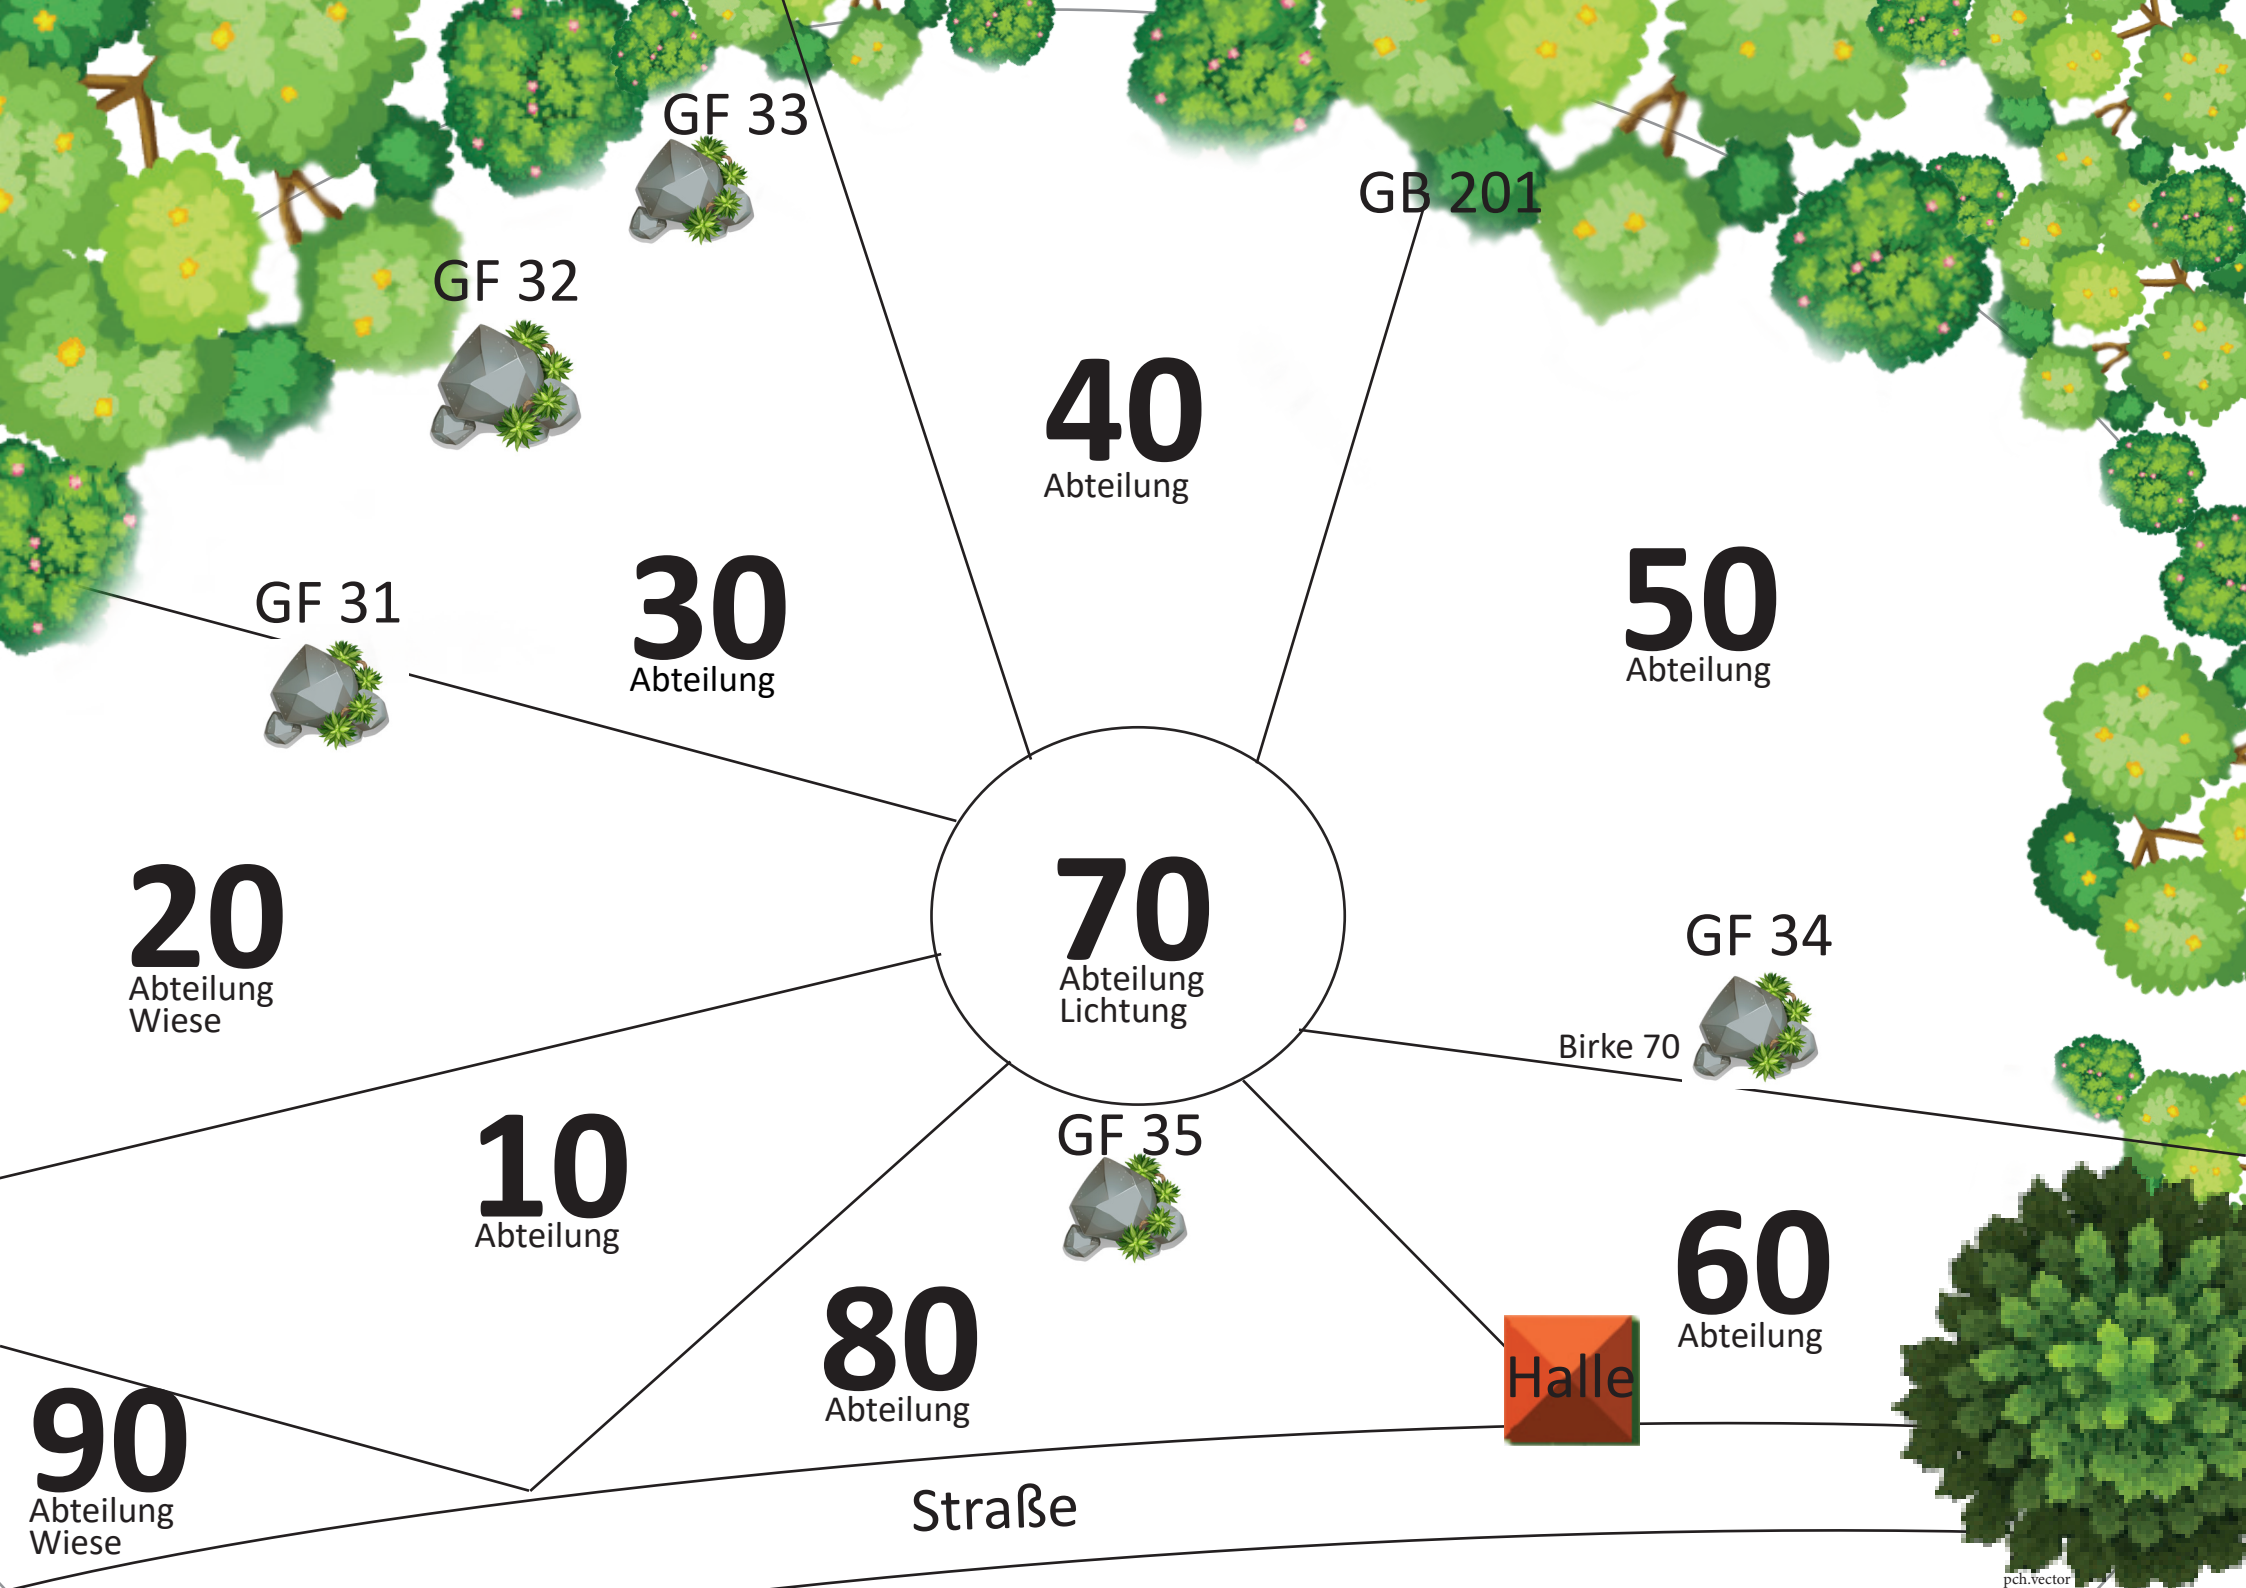 GF 33
GB 201
GF 32
40
Abteilung
50
Abteilung
GF 31
30
Abteilung
20
Abteilung
Wiese
70
Abteilung
Lichtung
GF 34
Birke 70
10
Abteilung
GF 35
60
Abteilung
80
Abteilung
Halle
90
Abteilung
Wiese
Straße
pch.vector